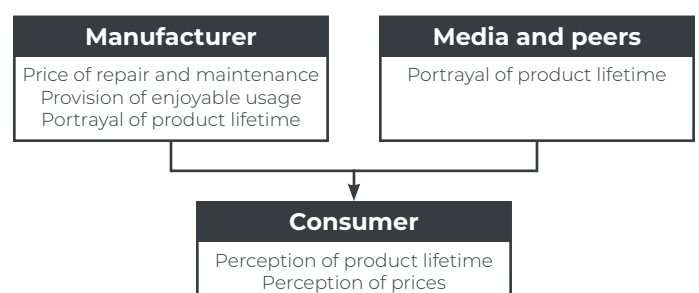 Manufacturer
Price of repair and maintenance
Provision of enjoyable usage
Portrayal of product lifetime
Media and peers
Portrayal of product lifetime
Consumer
Perception of product lifetime
Perception of prices